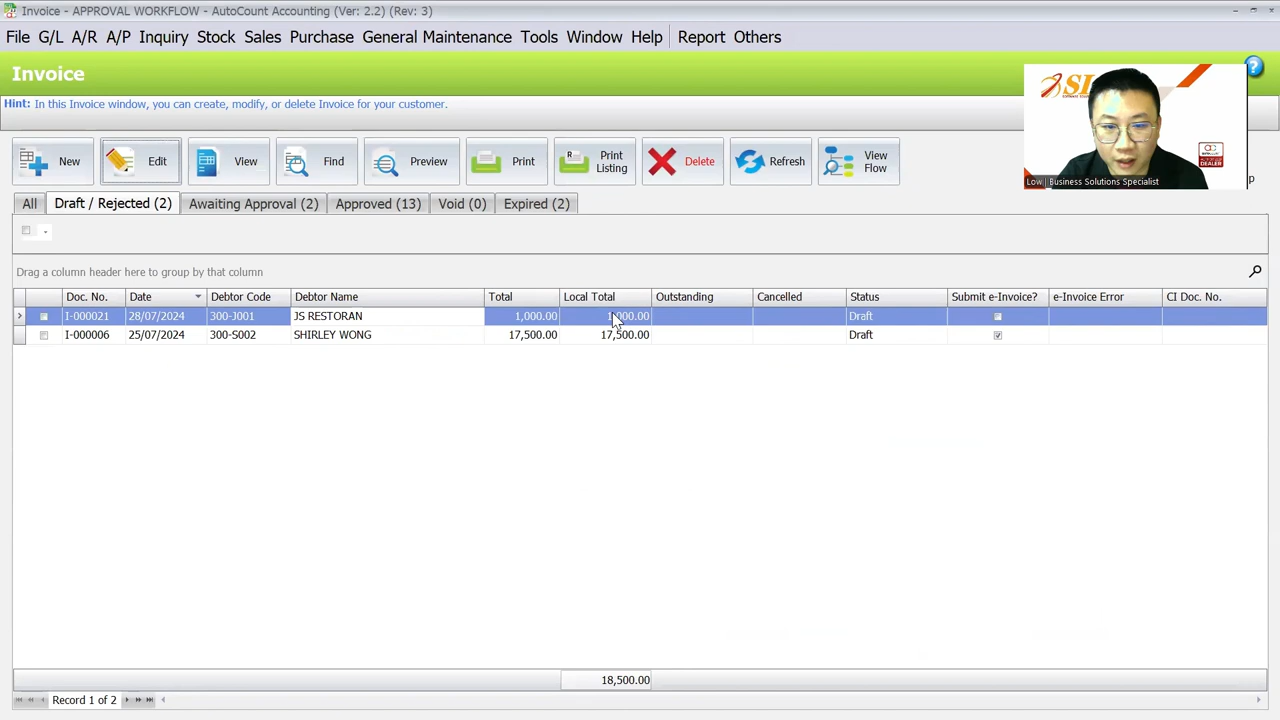 Invoice - APPROVAL WORKFLOW - AutoCount Accounting (Ver: 2.2) (Rev: 3)
File G/L A/R A/P Inquiry Stock Sales Purchase General Maintenance Tools Window Help Report Others
Invoice
Hint: In this Invoice window, you can create, modify, or delete Invoice for your customer.
New Edit View Find Preview Print Print Listing Delete Refresh View Flow
Low | Business Solutions Specialist
All Draft / Rejected (2) Awaiting Approval (2) Approved (13) Void (0) Expired (2)
Drag a column header here to group by that column
Doc. No. Date Debtor Code Debtor Name Total Local Total Outstanding Cancelled Status Submit e-Invoice? e-Invoice Error CI Doc. No.
I-000021 28/07/2024 300-J001 JS RESTORAN 1,000.00 1,000.00 Draft
I-000006 25/07/2024 300-S002 SHIRLEY WONG 17,500.00 17,500.00 Draft
18,500.00
Record 1 of 2